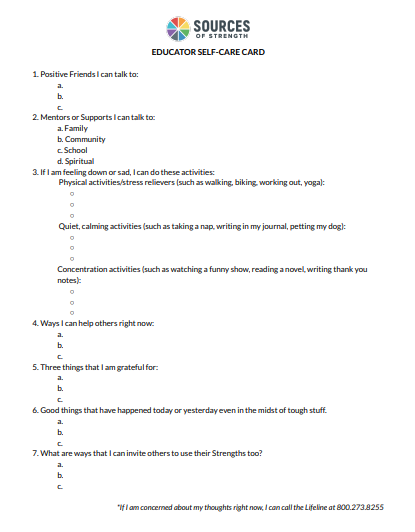 SOURCES
OF STRENGTH
EDUCATOR SELF-CARE CARD
1. Positive Friends I can talk to:
a.
b.
c.
2. Mentors or Supports I can talk to:
a. Family
b. Community
c. School
d. Spiritual
3. If I am feeling down or sad, I can do these activities:
Physical activities/stress relievers (such as walking, biking, working out, yoga):
○
○
○
Quiet, calming activities (such as taking a nap, writing in my journal, petting my dog):
○
○
○
Concentration activities (such as watching a funny show, reading a novel, writing thank you
notes):
○
○
○
4. Ways I can help others right now:
a.
b.
c.
5. Three things that I am grateful for:
a.
b.
c.
6. Good things that have happened today or yesterday even in the midst of tough stuff.
a.
b.
c.
7. What are ways that I can invite others to use their Strengths too?
a.
b.
c.
*If I am concerned about my thoughts right now, I can call the Lifeline at 800.273.8255